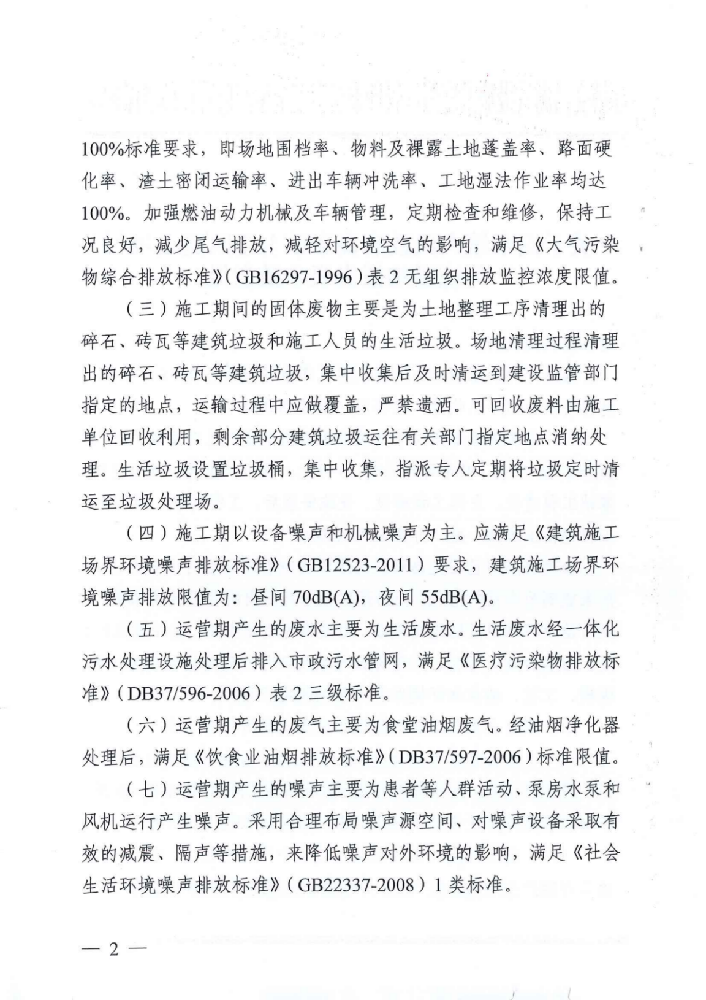 100%标准要求，即场地围档率、物料及裸露土地蓬盖率、路面硬
化率、渣土密闭运输率、进出车辆冲洗率、工地湿法作业率均达
100%。加强燃油动力机械及车辆管理，定期检查和维修，保持工
况良好，减少尾气排放，减轻对环境空气的影响，满足《大气污染
物综合排放标准》（GB16297-1996）表 2 无组织排放监控浓度限值。
（三）施工期间的固体废物主要是为土地整理工序清理出的
碎石、砖瓦等建筑垃圾和施工人员的生活垃圾。场地清理过程清理
出的碎石、砖瓦等建筑垃圾，集中收集后及时清运到建设监管部门
指定的地点，运输过程中应做覆盖，严禁遗洒。可回收废料由施工
单位回收利用，剩余部分建筑垃圾运往有关部门指定地点消纳处
理。生活垃圾设置垃圾桶，集中收集，指派专人定期将垃圾定时清
运至垃圾处理场。
（四）施工期以设备噪声和机械噪声为主。应满足《建筑施工
场界环境噪声排放标准》（GB12523-2011）要求，建筑施工场界环
境噪声排放限值为：昼间 70dB(A)，夜间 55dB(A)。
（五）运营期产生的废水主要为生活废水。生活废水经一体化
污水处理设施处理后排入市政污水管网，满足《医疗污染物排放标
准》（DB37/596-2006）表 2 三级标准。
（六）运营期产生的废气主要为食堂油烟废气。经油烟净化器
处理后，满足《饮食业油烟排放标准》（DB37/597-2006）标准限值。
（七）运营期产生的噪声主要为患者等人群活动、泵房水泵和
风机运行产生噪声。采用合理布局噪声源空间、对噪声设备采取有
效的减震、隔声等措施，来降低噪声对外环境的影响，满足《社会
生活环境噪声排放标准》（GB22337-2008）1 类标准。
— 2 —